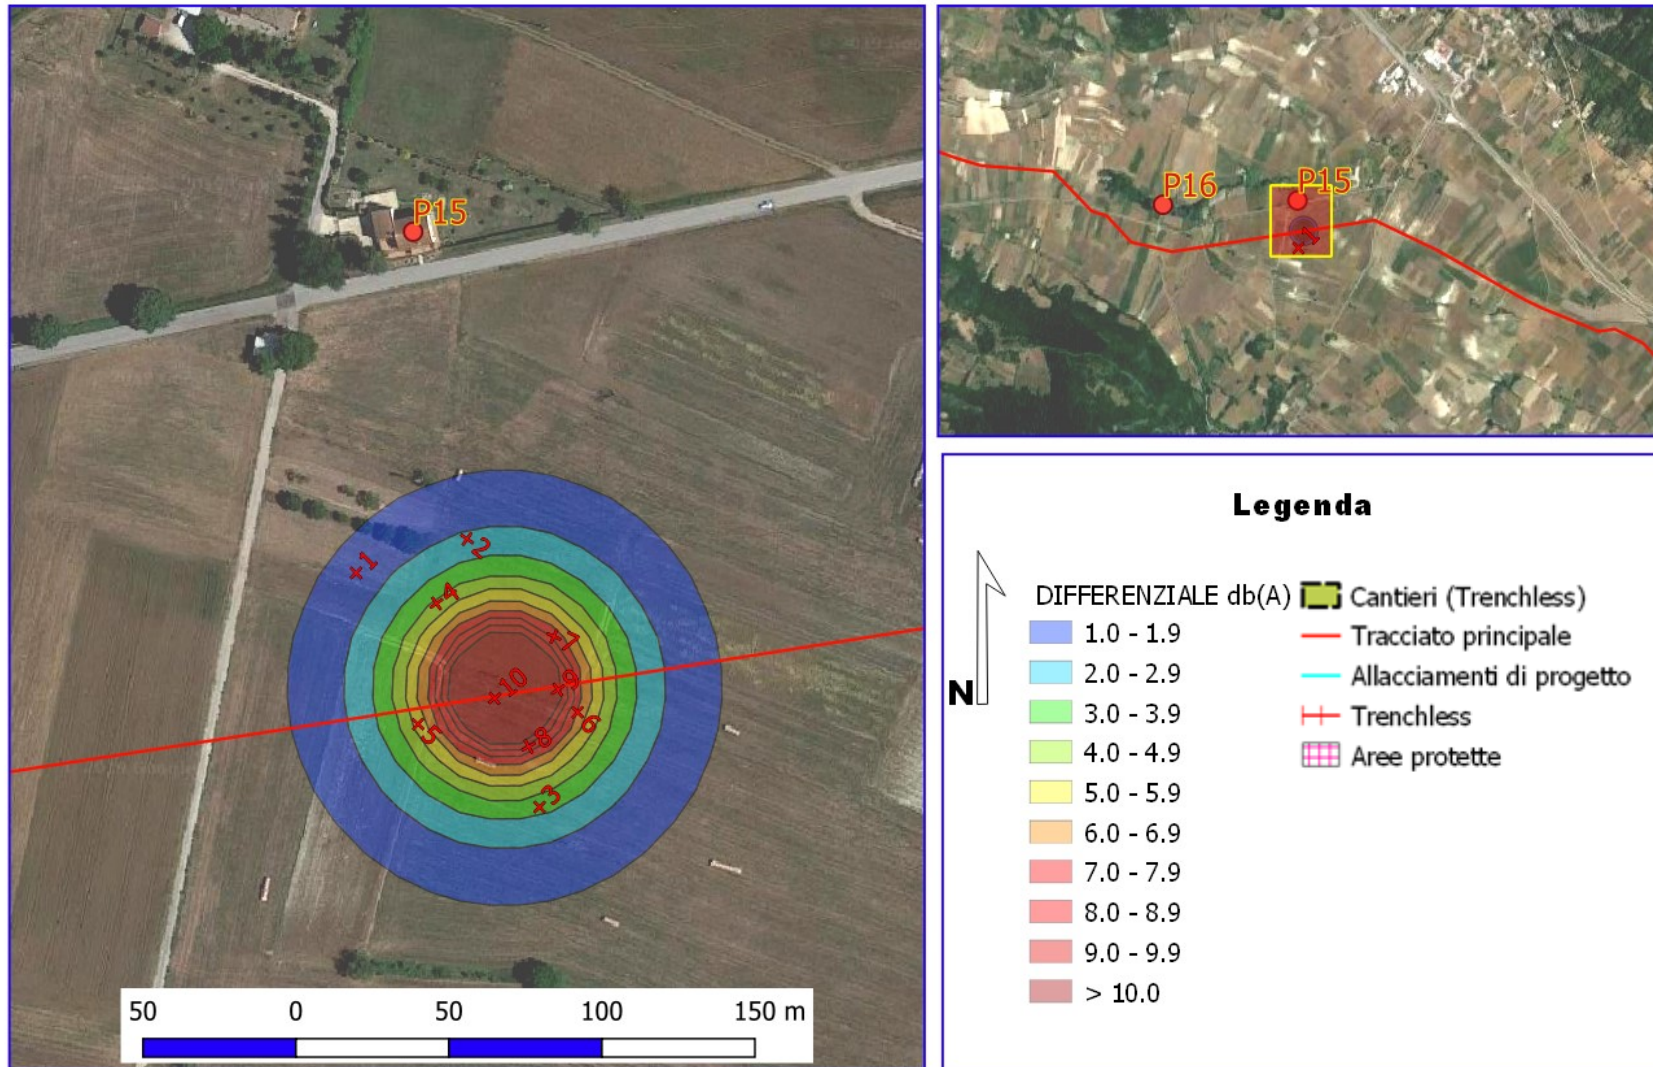 P15
+1
+2
+4
+7
+10
+9
+5
+6
+8
+3
50 0 50 100 150 m
P16
P15
Legenda
N
DIFFERENZIALE db(A)
1.0 - 1.9
2.0 - 2.9
3.0 - 3.9
4.0 - 4.9
5.0 - 5.9
6.0 - 6.9
7.0 - 7.9
8.0 - 8.9
9.0 - 9.9
> 10.0
Cantieri (Trenchless)
Tracciato principale
Allacciamenti di progetto
Trenchless
Aree protette